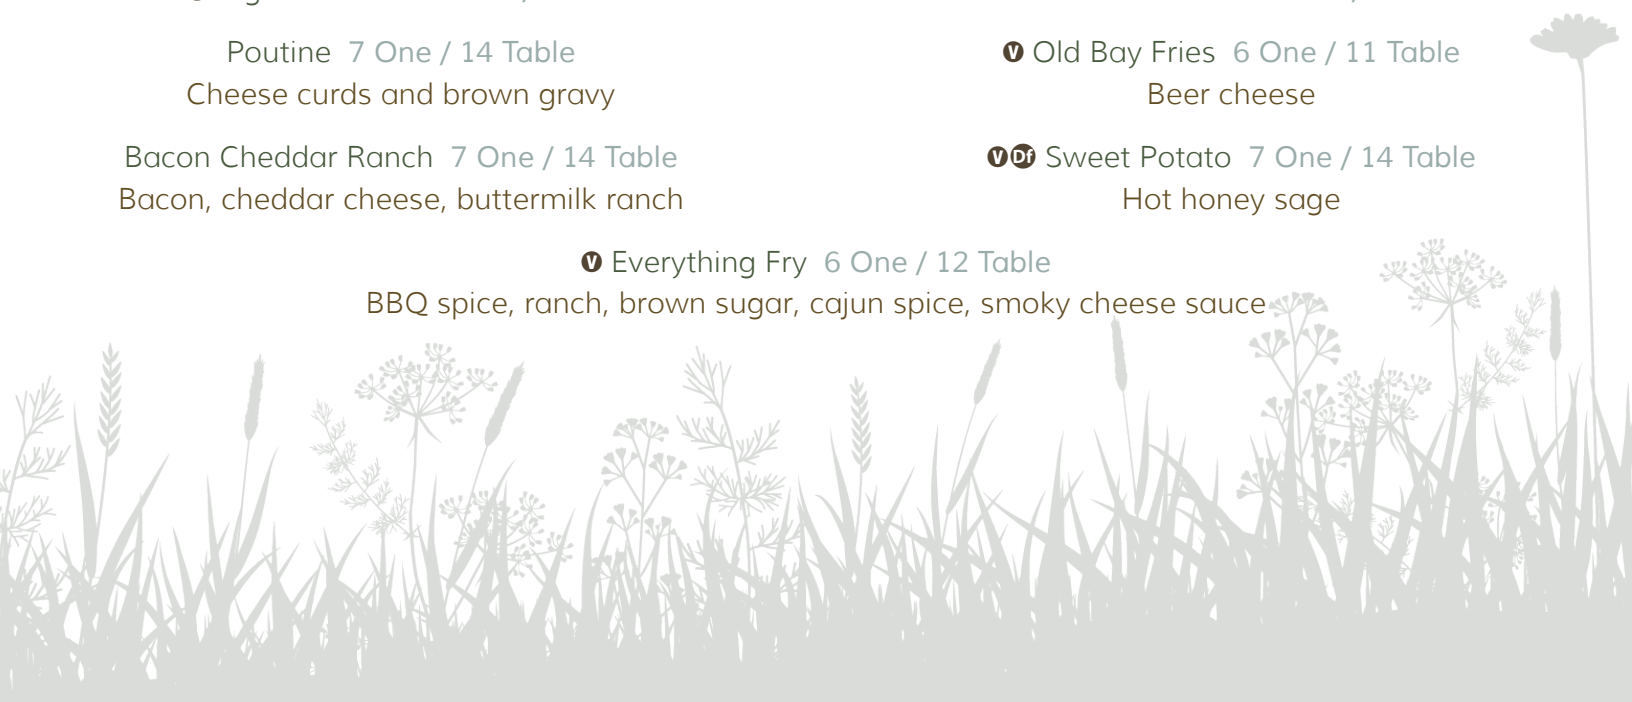 Poutine 7 One / 14 Table
Cheese curds and brown gravy
V Old Bay Fries 6 One / 11 Table
Beer cheese
Bacon Cheddar Ranch 7 One / 14 Table
Bacon, cheddar cheese, buttermilk ranch
V Df Sweet Potato 7 One / 14 Table
Hot honey sage
V Everything Fry 6 One / 12 Table
BBQ spice, ranch, brown sugar, cajun spice, smoky cheese sauce